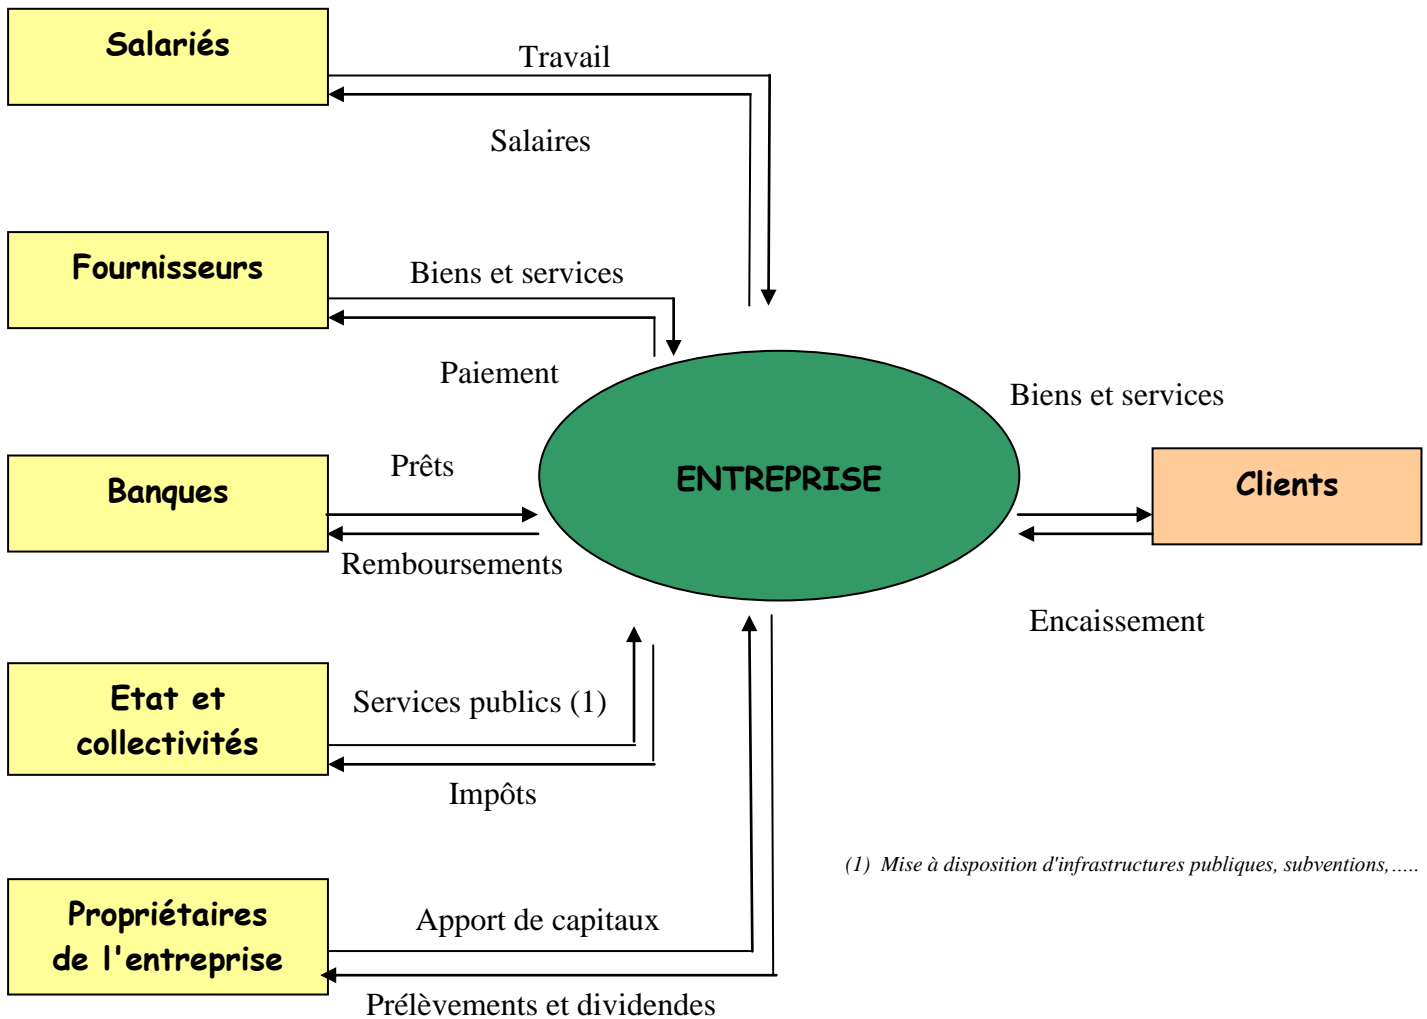 Salariés
Travail
Salaires
Fournisseurs
Biens et services
Paiement
Biens et services
Prêts
Banques
ENTREPRISE
Clients
Remboursements
Encaissement
Etat et
collectivités
Services publics (1)
Impôts
(1) Mise à disposition d'infrastructures publiques, subventions,.....
Propriétaires
de l'entreprise
Apport de capitaux
Prélèvements et dividendes